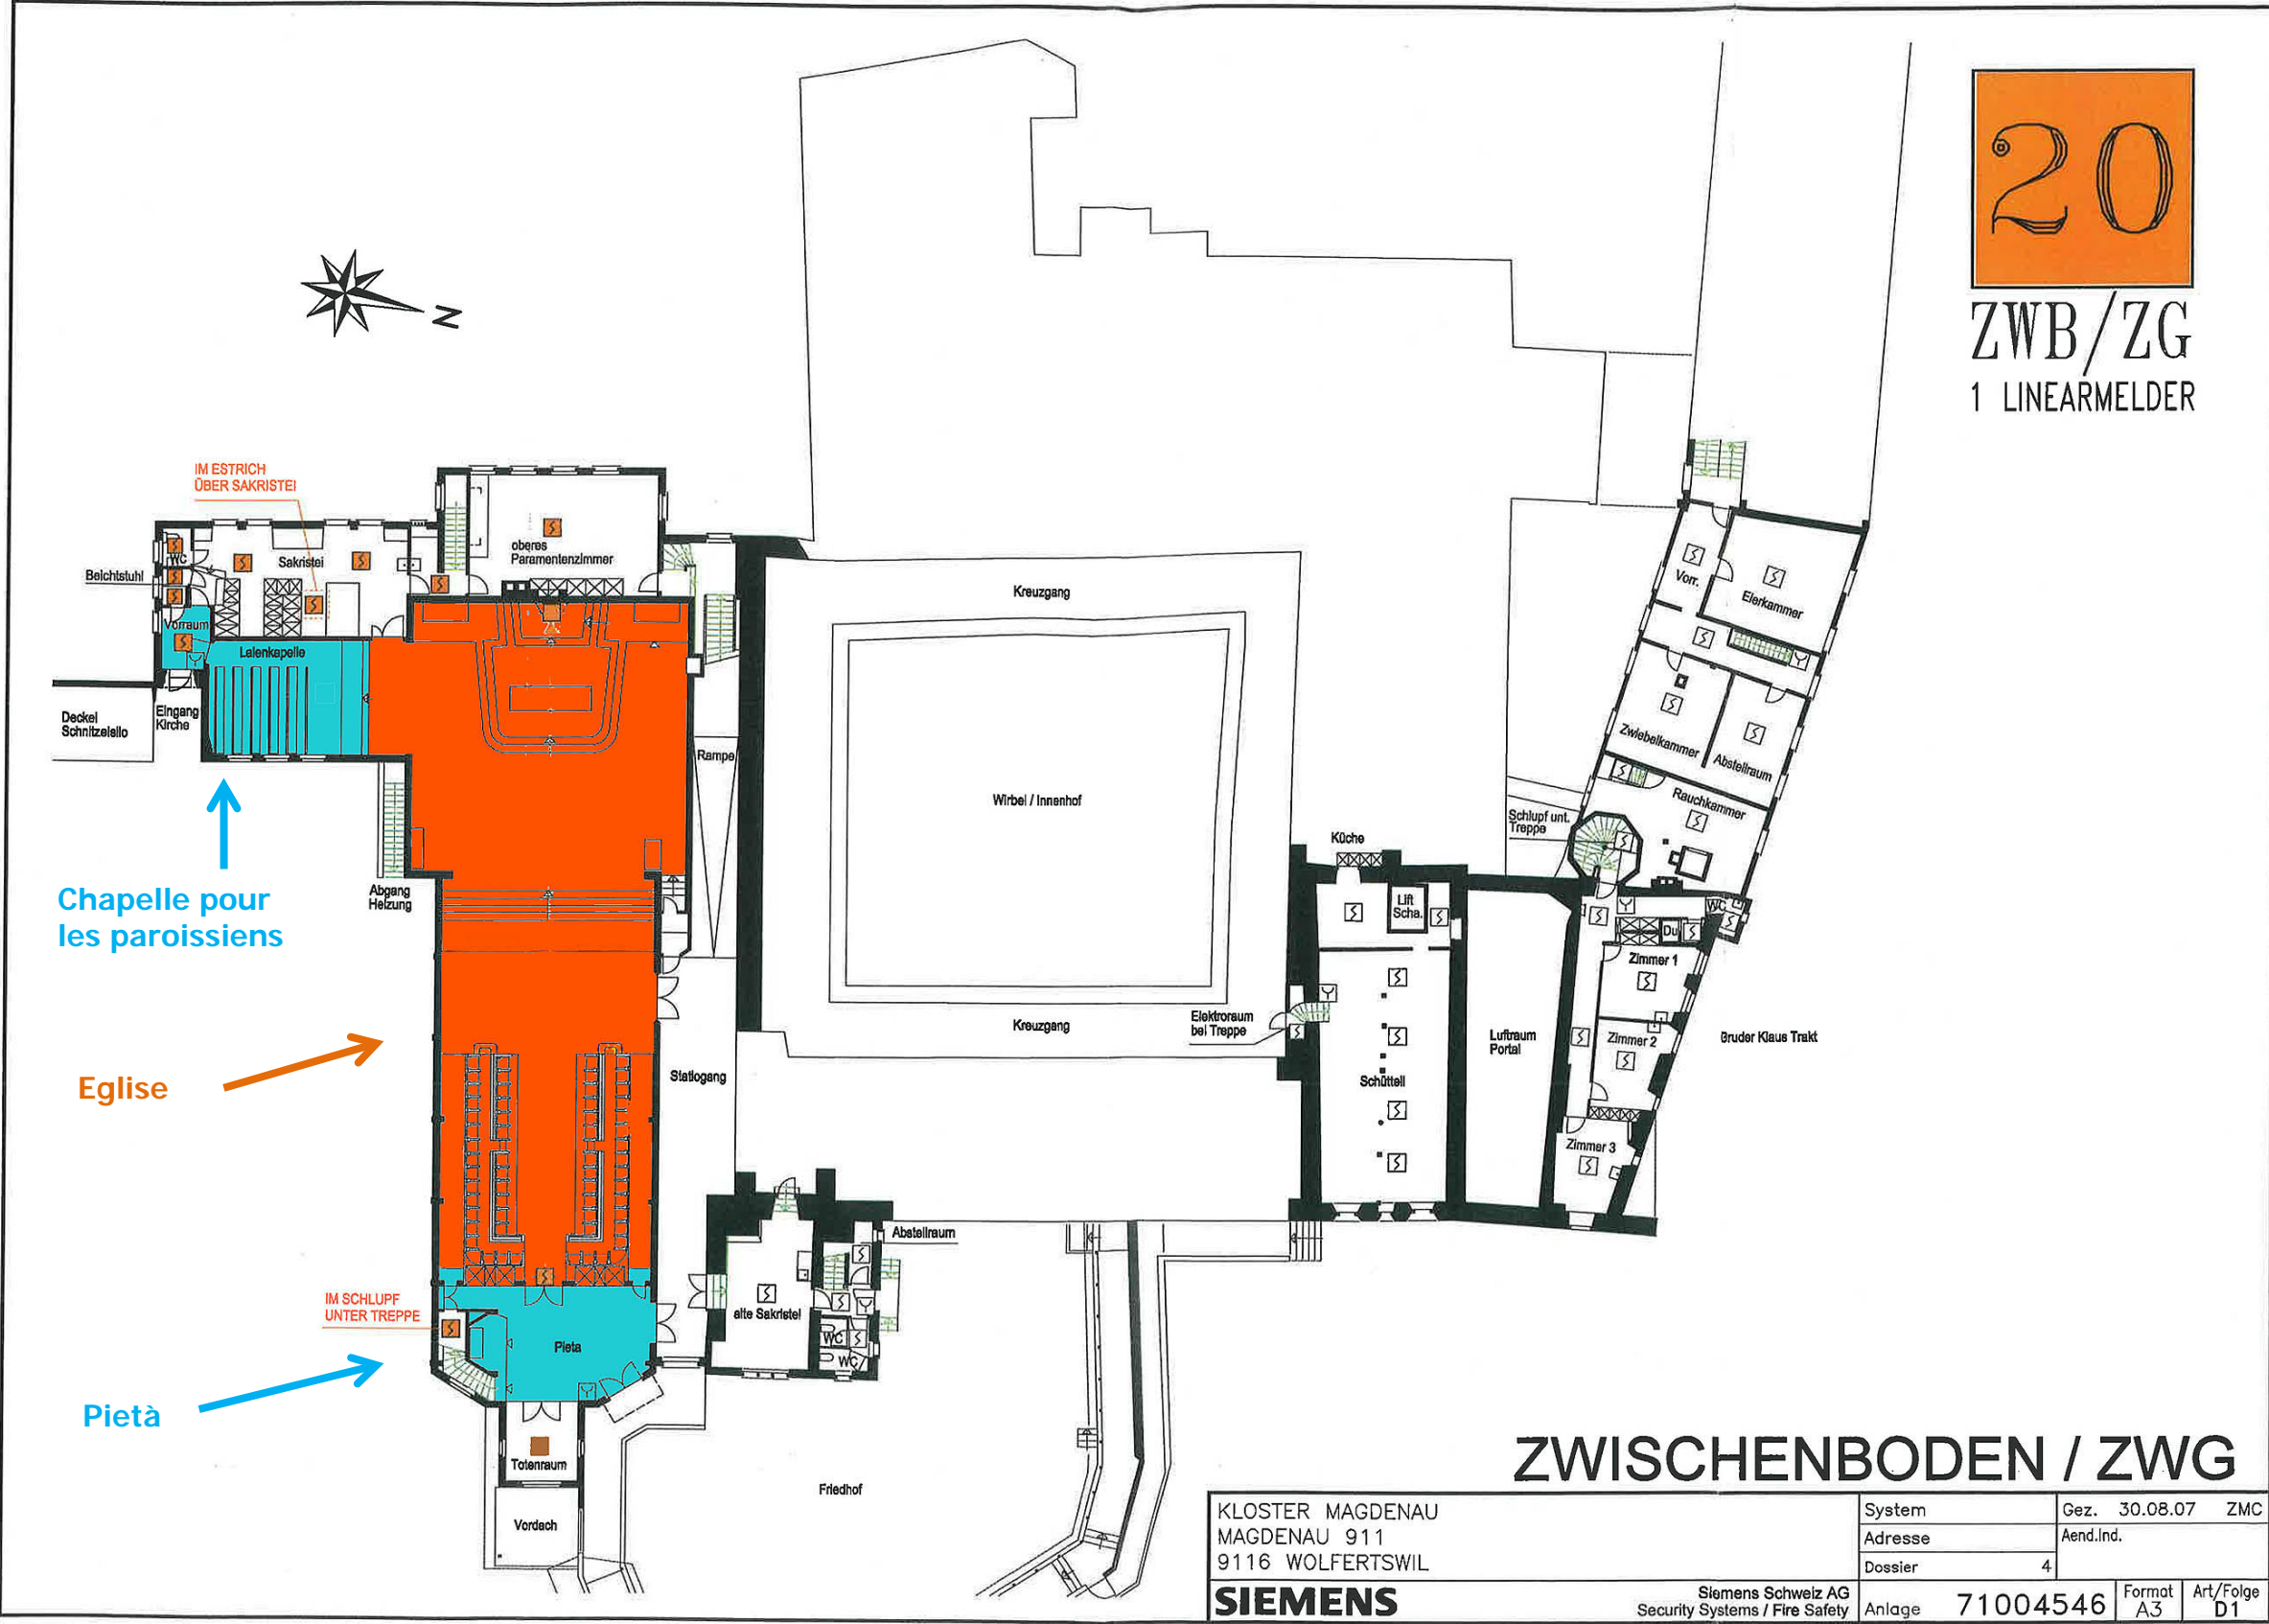 20
ZWB/ZG
1 LINEARMELDER
N
IM ESTRICH
ÜBER SAKRISTEI
WC
Sakristei
oberes
Paramentenzimmer
Beichtstuhl
Vorraum
Laienkapelle
Deckel
Schnitzelsilo
Eingang
Kirche
Rampe
Kreuzgang
Wirbel / Innenhof
Kreuzgang
Vorr.
Eierkammer
Zwiebelkammer
Abstellraum
Rauchkammer
Schlupf unt.
Treppe
Küche
Lift
Scha.
WC
Du
Zimmer 1
Zimmer 2
Zimmer 3
Bruder Klaus Trakt
Luftraum
Portal
Schütteli
Elektroraum
bei Treppe
Abgang
Heizung
Chapelle pour
les paroissiens
Eglise
Statiogang
Abstellraum
IM SCHLUPF
UNTER TREPPE
alte Sakristei
WC
WC
Pieta
Pietà
Totenraum
Vordach
Friedhof
ZWISCHENBODEN / ZWG
KLOSTER MAGDENAU
MAGDENAU 911
9116 WOLFERTSWIL
System
Gez. 30.08.07 ZMC
Adresse
Aend.Ind.
Dossier 4
SIEMENS
Siemens Schweiz AG
Security Systems / Fire Safety
Anlage 71004546
Format
A3
Art/Folge
D1